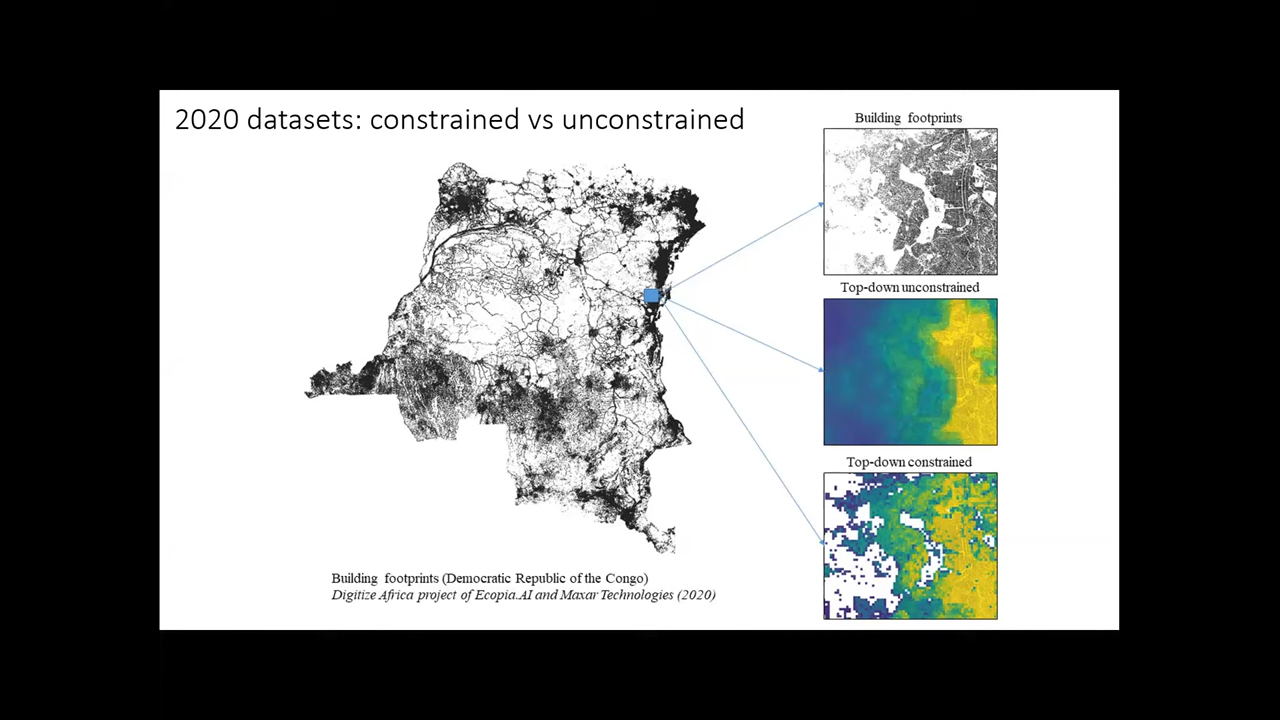 2020 datasets: constrained vs unconstrained
Building footprints
Top-down unconstrained
Top-down constrained
Building footprints (Democratic Republic of the Congo)
Digitize Africa project of Ecopia.AI and Maxar Technologies (2020)